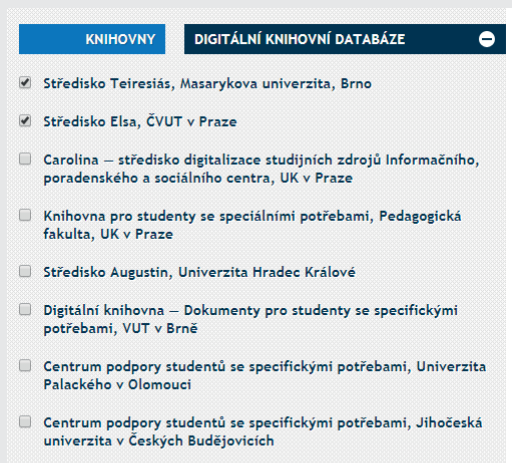 KNIHOVNY
DIGITÁLNÍ KNIHOVNÍ DATABÁZE
Středisko Teiresiás, Masarykova univerzita, Brno
Středisko Elsa, ČVUT v Praze
Carolina — středisko digitalizace studijních zdrojů Informačního,
poradenského a sociálního centra, UK v Praze
Knihovna pro studenty se speciálními potřebami, Pedagogická
fakulta, UK v Praze
Středisko Augustin, Univerzita Hradec Králové
Digitální knihovna — Dokumenty pro studenty se specifickými
potřebami, VUT v Brně
Centrum podpory studentů se specifickými potřebami, Univerzita
Palackého v Olomouci
Centrum podpory studentů se specifickými potřebami, Jihočeská
univerzita v Českých Budějovicích